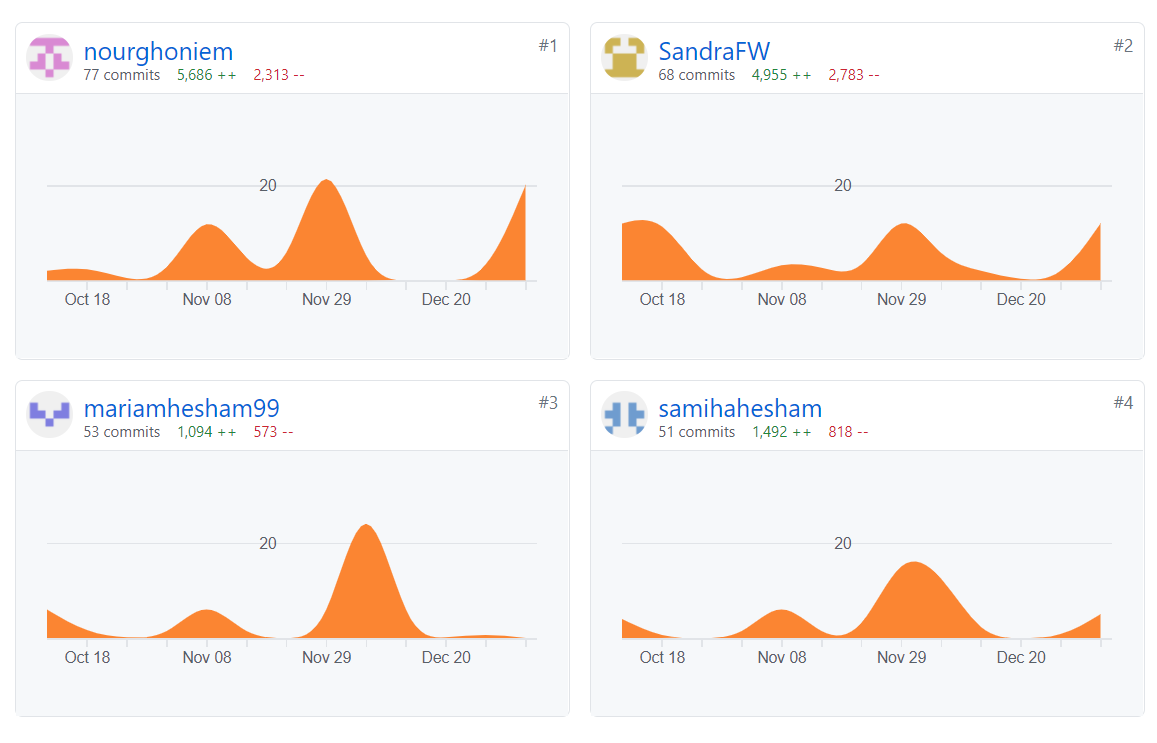 nourghoniem #1
77 commits 5,686 ++ 2,313 --
20
Oct 18 Nov 08 Nov 29 Dec 20
SandraFW #2
68 commits 4,955 ++ 2,783 --
20
Oct 18 Nov 08 Nov 29 Dec 20
mariamhesham99 #3
53 commits 1,094 ++ 573 --
20
Oct 18 Nov 08 Nov 29 Dec 20
samihahesham #4
51 commits 1,492 ++ 818 --
20
Oct 18 Nov 08 Nov 29 Dec 20